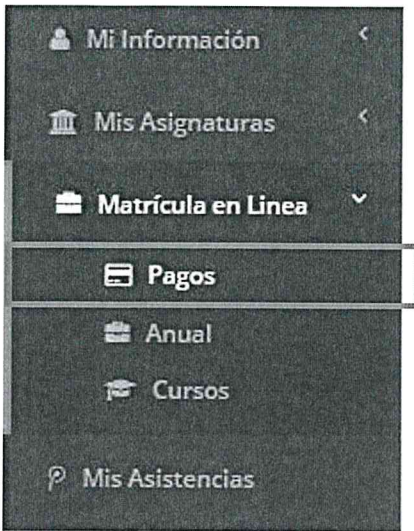 Mi Información
Mis Asignaturas
Matrícula en Linea
Pagos
Anual
Cursos
Mis Asistencias